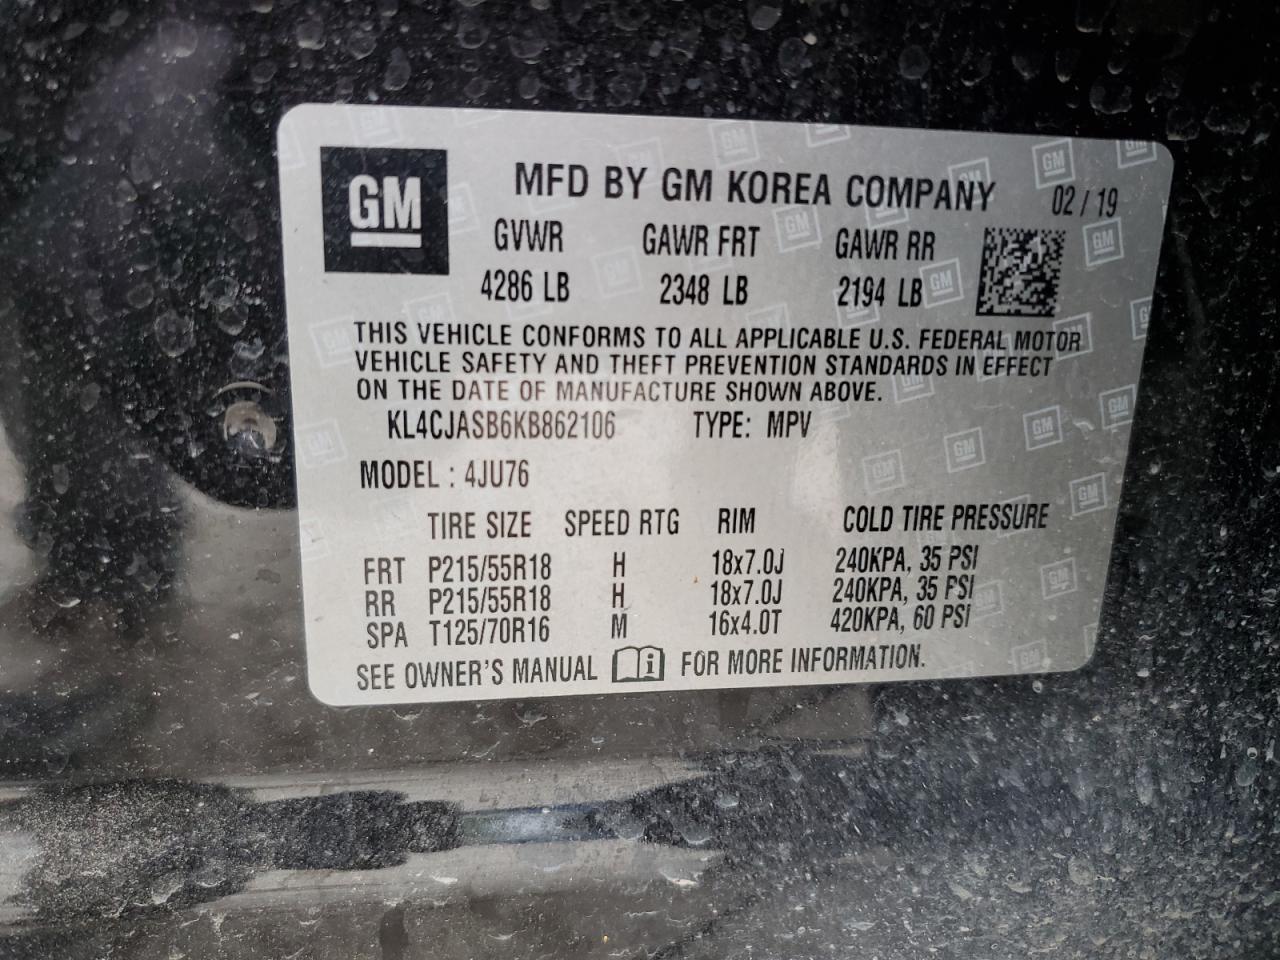 GM
MFD BY GM KOREA COMPANY 02 / 19
GVWR GAWR FRT GAWR RR
4286 LB 2348 LB 2194 LB
THIS VEHICLE CONFORMS TO ALL APPLICABLE U.S. FEDERAL MOTOR
VEHICLE SAFETY AND THEFT PREVENTION STANDARDS IN EFFECT
ON THE DATE OF MANUFACTURE SHOWN ABOVE.
KL4CJASB6KB862106 TYPE: MPV
MODEL : 4JU76
TIRE SIZE SPEED RTG RIM COLD TIRE PRESSURE
FRT P215/55R18 H 18x7.0J 240KPA, 35 PSI
RR P215/55R18 H 18x7.0J 240KPA, 35 PSI
SPA T125/70R16 M 16x4.0T 420KPA, 60 PSI
SEE OWNER'S MANUAL i FOR MORE INFORMATION.